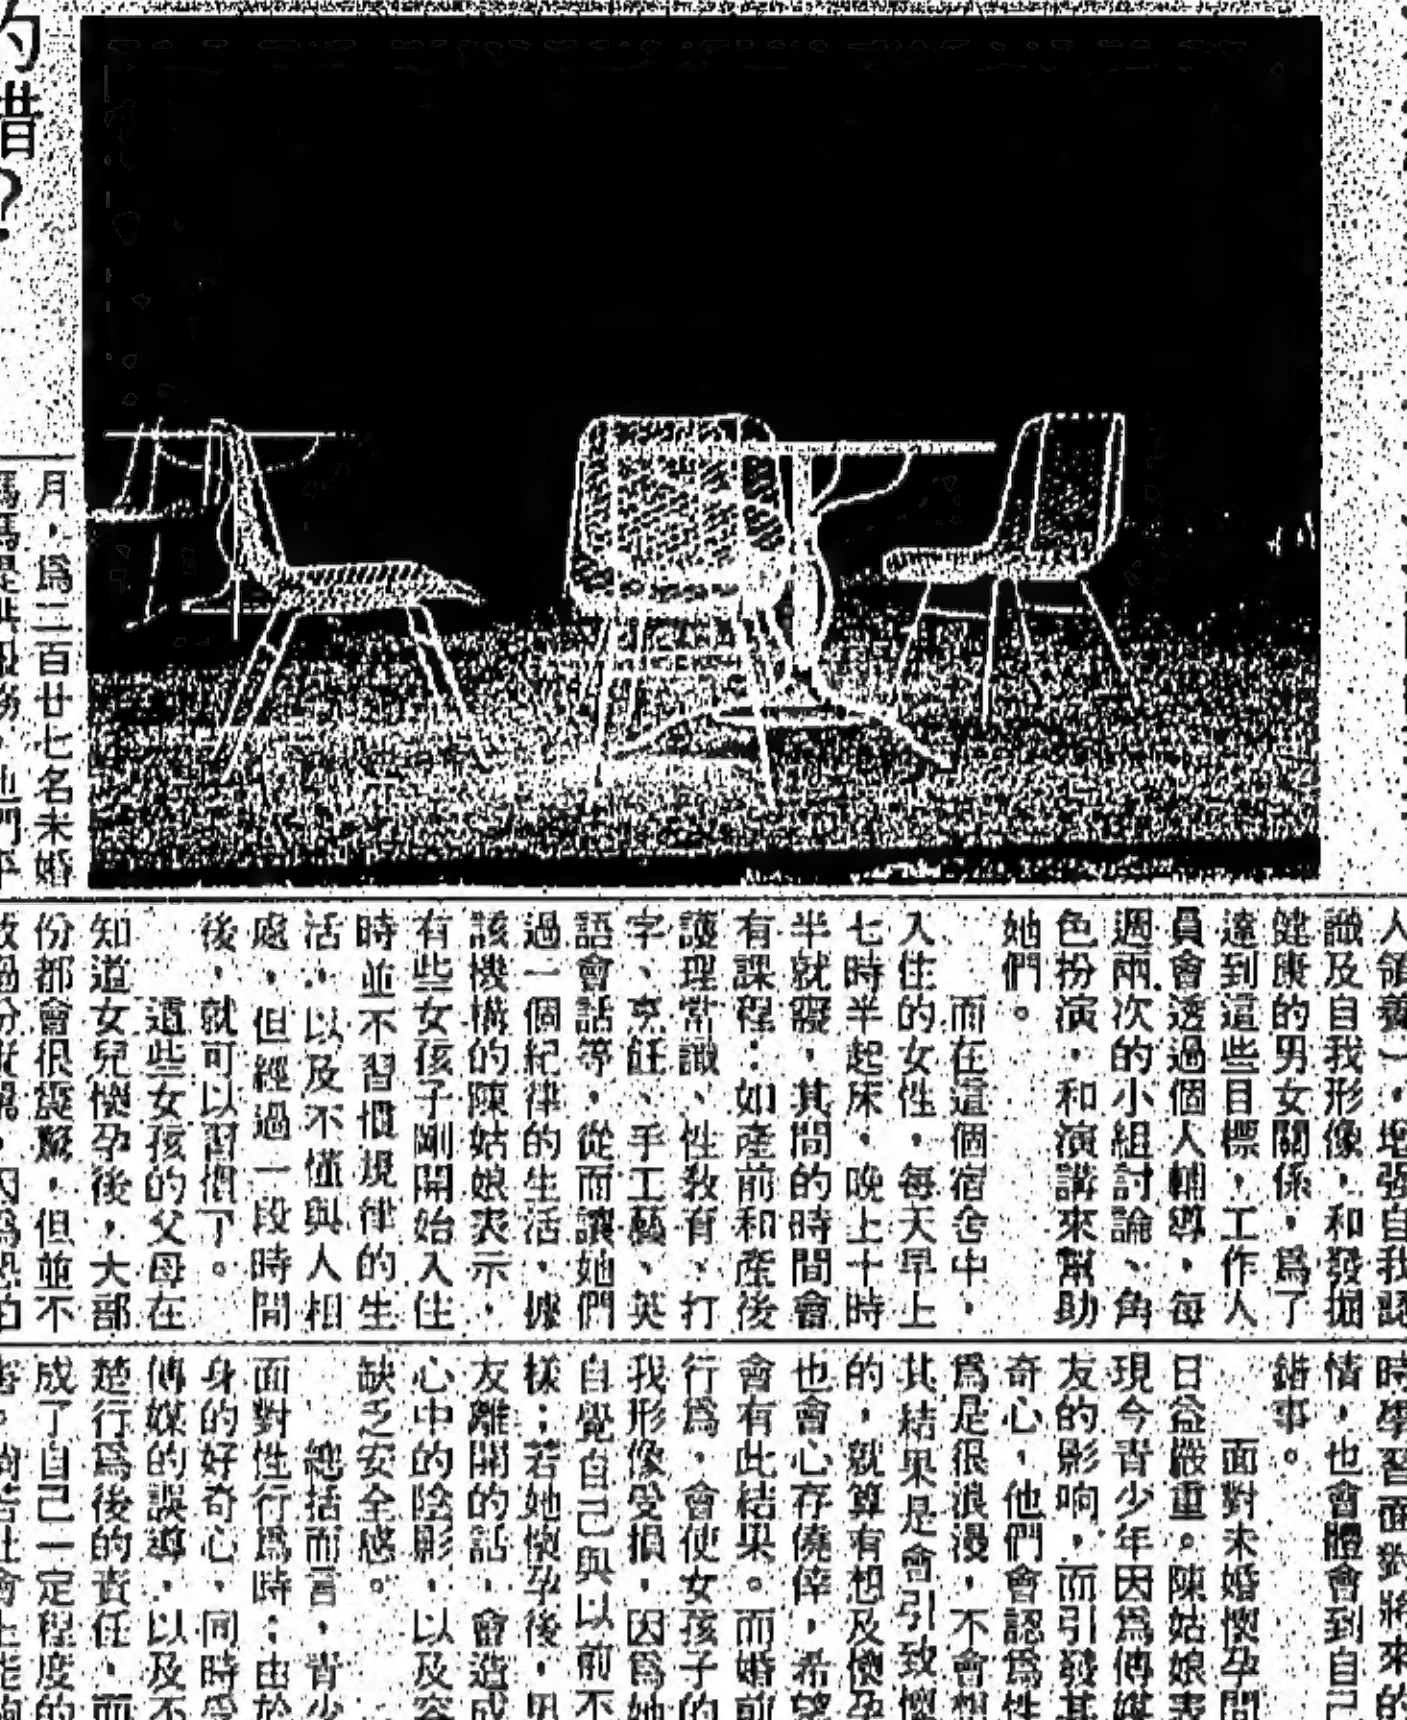 的錯？
月，爲二百廿七名未婚
人領養），增强自我認
識及自我形像，和發掘
健康的男女關係，爲了
達到這些目標，工作人
員會透過個人輔導，每
週兩次的小組討論、角
色扮演，和演講來幫助
她們。
而在這個宿舍中，
入住的女性，每天早上
七時半起床，晚上十時
半就寢，其間的時間會
有課程：如產前和產後
護理常識、性教育、打
字、烹飪、手工藝、英
語會話等，從而讓她們
過一個紀律的生活，據
該機構的陳姑娘表示，
有些女孩子剛開始入住
時並不習慣規律的生
活，以及不懂與人相
處，但經過一段時間
後，就可以習慣了。
這些女孩的父母在
知道女兒懷孕後，大部
份都會很震驚，但並不
時學習面對將來的
情，也會體會到自己
錯事。
面對未婚懷孕問
日益嚴重。陳姑娘表
現今青少年因爲傳媒
友的影响，而引發其
奇心，他們會認爲性
爲是很浪漫，不會想
其結果是會引致懷
的，就算有想及懷孕
也會心存僥倖，希望
會有此結果。而婚前
行爲，會使女孩子的
我形像受損，因爲她
自覺自己與以前不
樣；若她懷孕後，男
友離開的話，會造成
心中的陰影，以及容
缺乏安全感。
總括而言，青少
面對性行爲時；由於
身的好奇心，同時受
傳媒的誤導，以及不
楚行爲後的責任，而
成了自己一定程度的